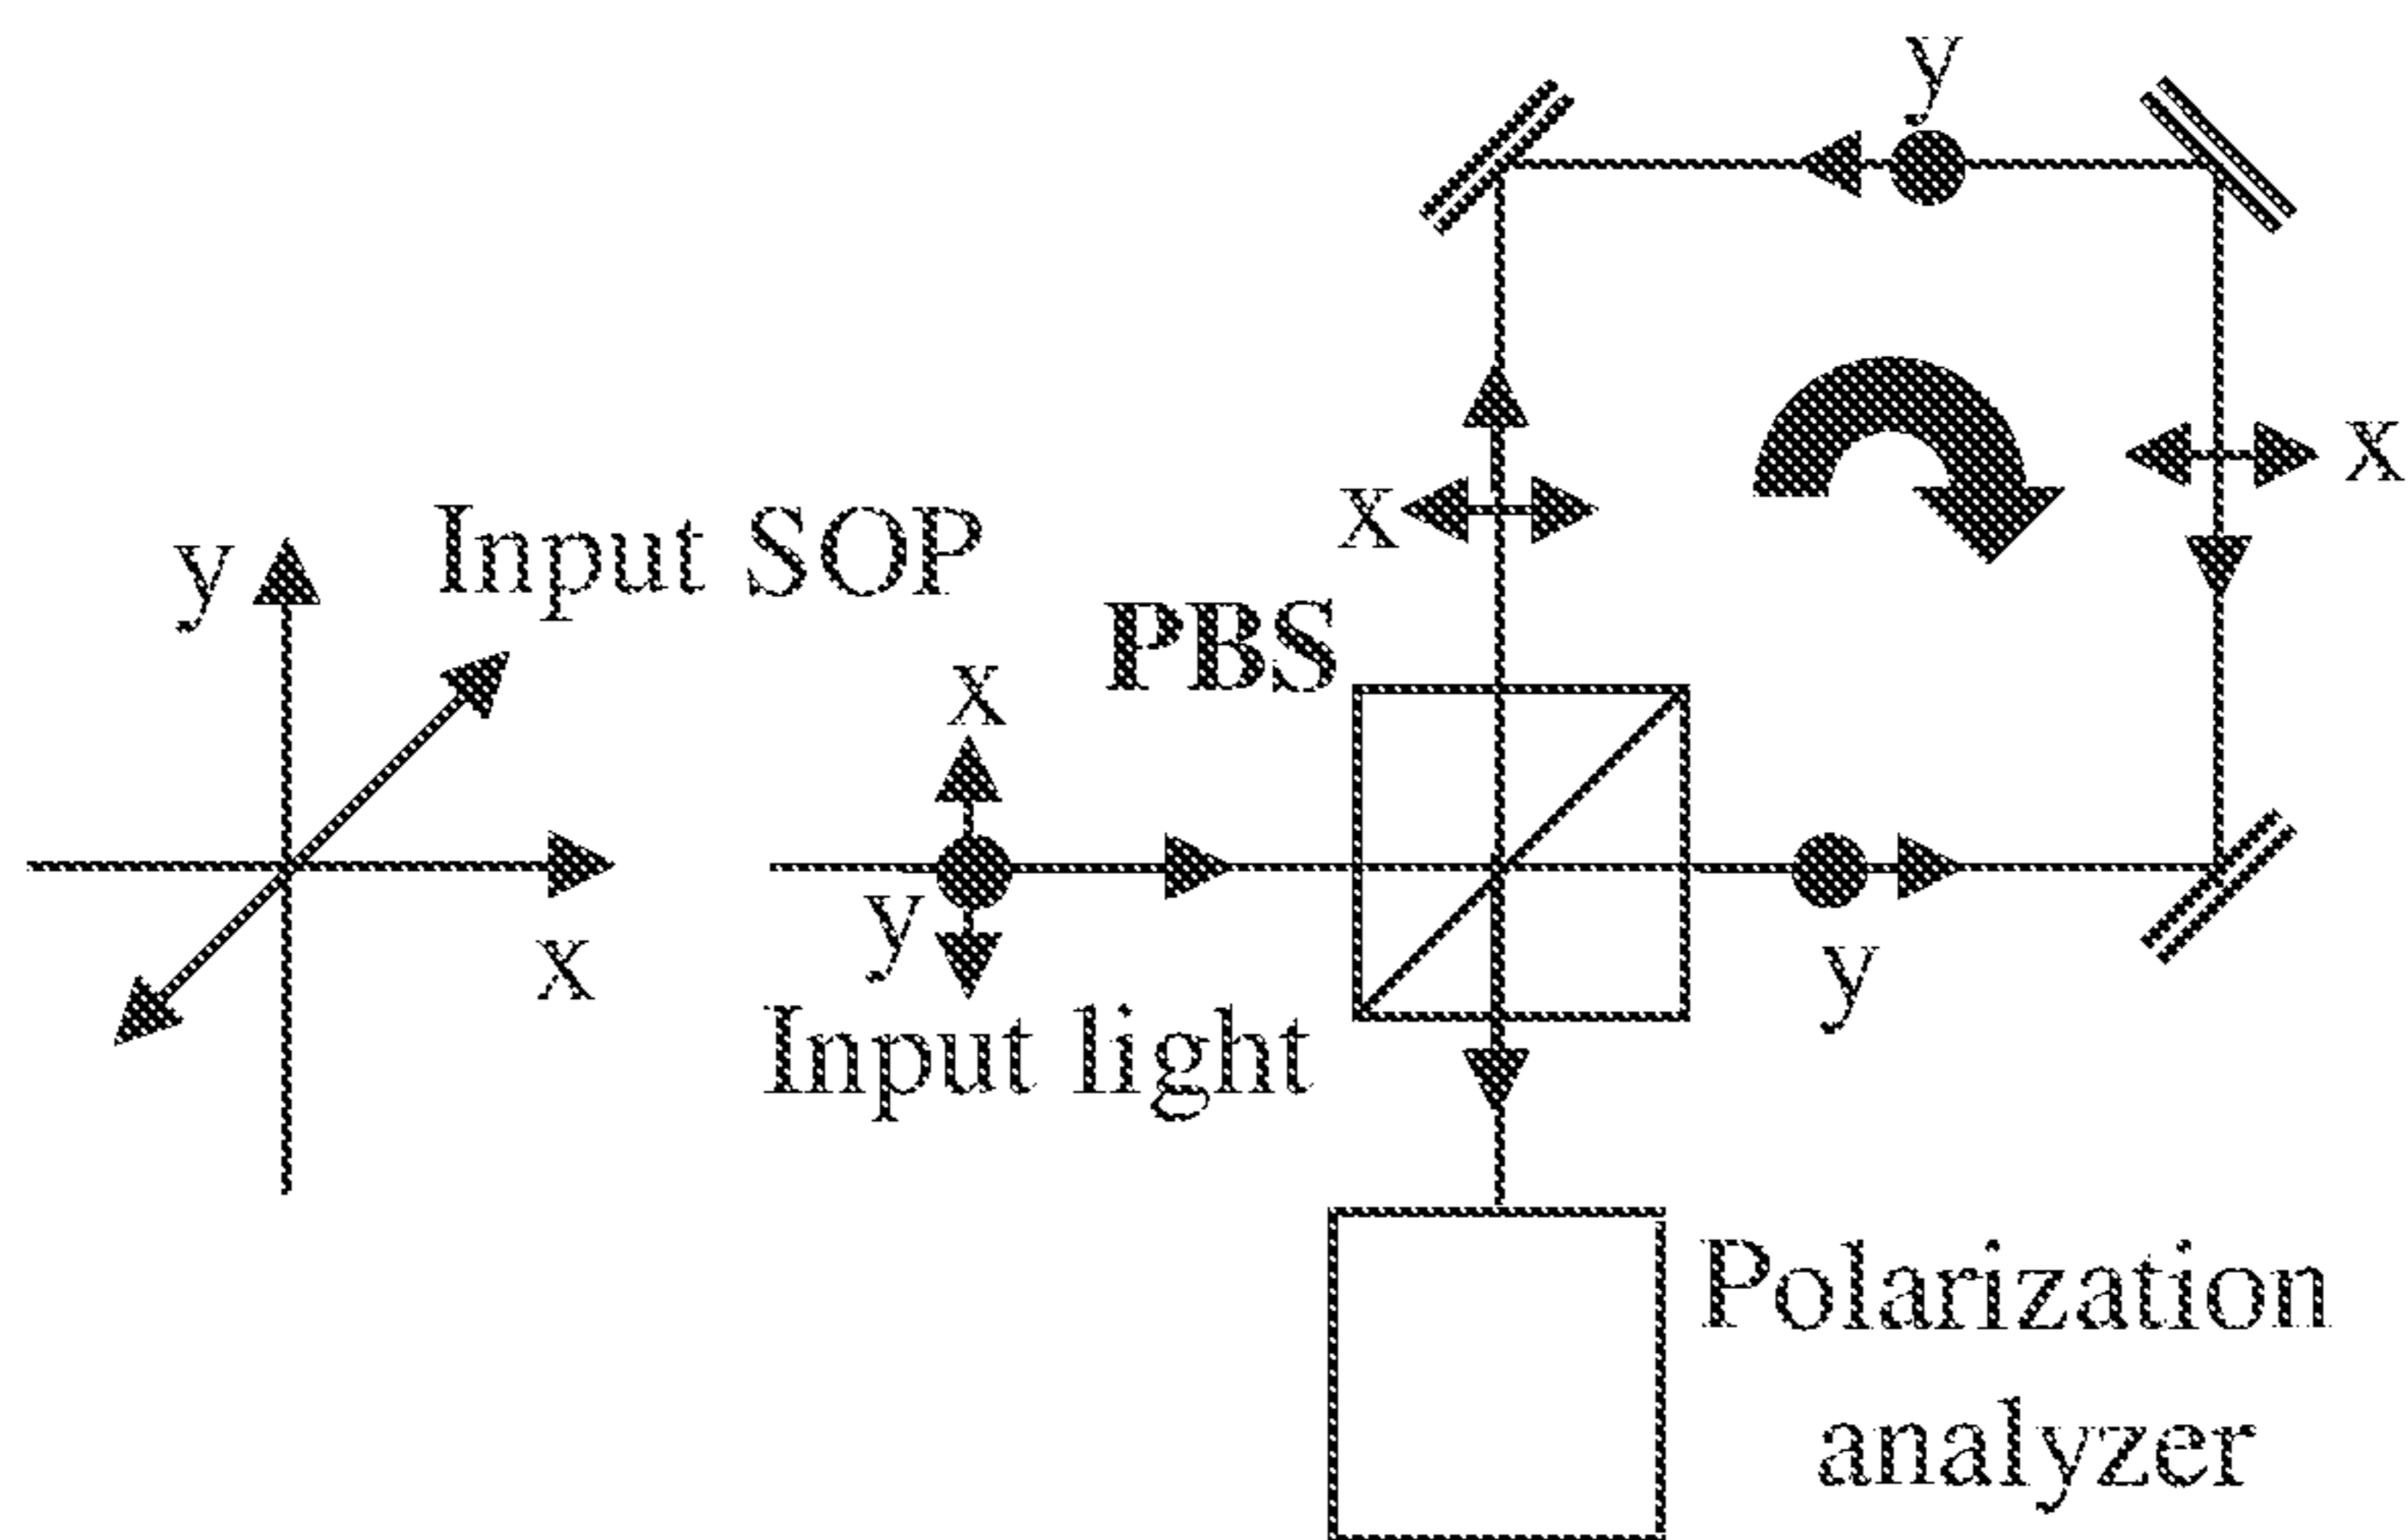 y
y
Input SOP
x
x
PBS
x
x
y
y
x
Input light
Polarization
analyzer